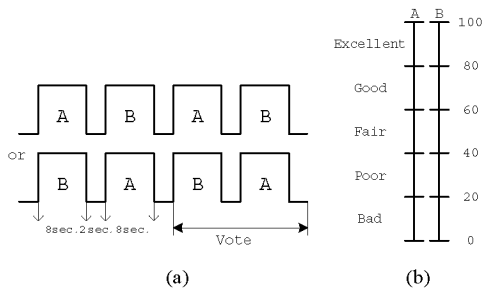 A B A B
or
B A B A
8sec. 2sec. 8sec.
Vote
(a)
A B
100
Excellent
80
Good
60
Fair
40
Poor
20
Bad
0
(b)